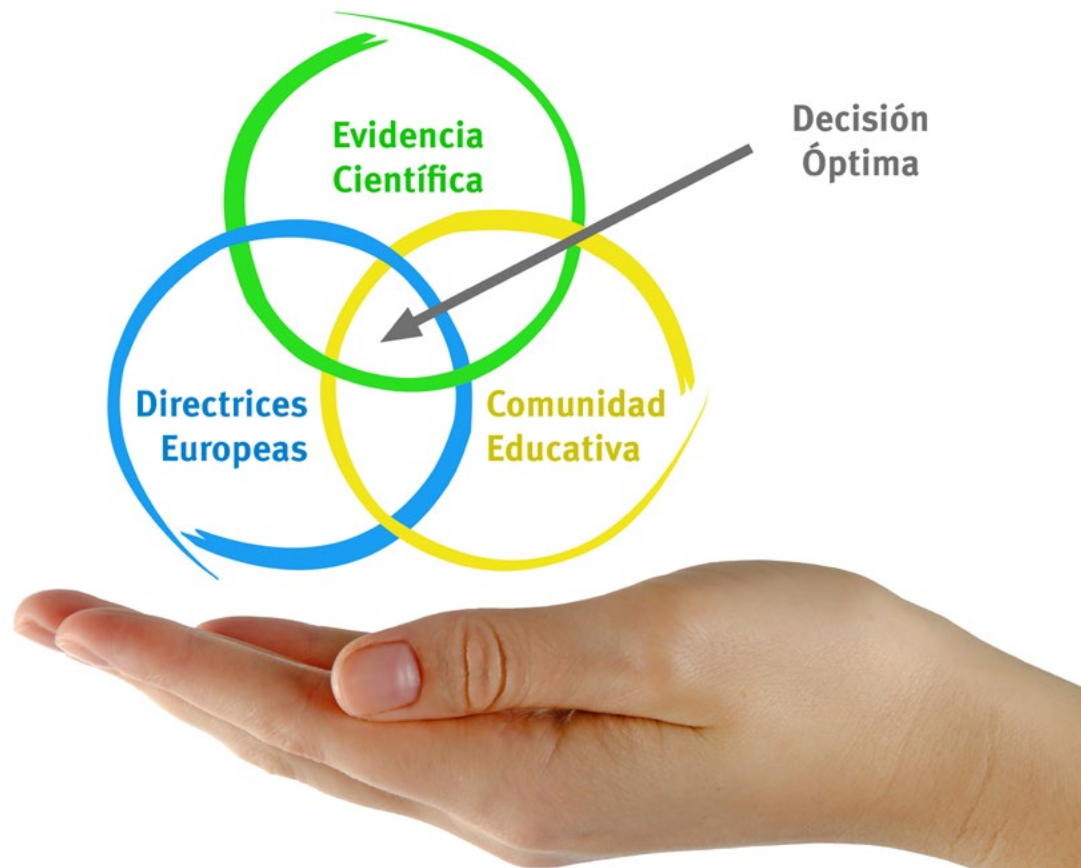 Evidencia
Científica
Decisión
Óptima
Directrices
Europeas
Comunidad
Educativa